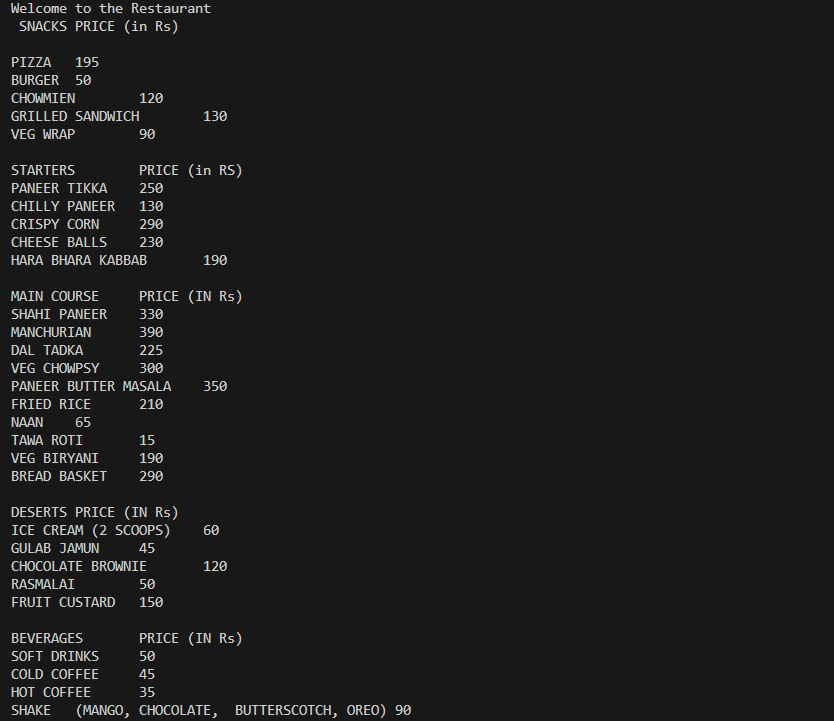 Welcome to the Restaurant
SNACKS PRICE (in Rs)
PIZZA 195
BURGER 50
CHOWMIEN 120
GRILLED SANDWICH 130
VEG WRAP 90
STARTERS PRICE (in RS)
PANEER TIKKA 250
CHILLY PANEER 130
CRISPY CORN 290
CHEESE BALLS 230
HARA BHARA KABBAB 190
MAIN COURSE PRICE (IN Rs)
SHAHI PANEER 330
MANCHURIAN 390
DAL TADKA 225
VEG CHOWPSY 300
PANEER BUTTER MASALA 350
FRIED RICE 210
NAAN 65
TAWA ROTI 15
VEG BIRYANI 190
BREAD BASKET 290
DESERTS PRICE (IN Rs)
ICE CREAM (2 SCOOPS) 60
GULAB JAMUN 45
CHOCOLATE BROWNIE 120
RASMALAI 50
FRUIT CUSTARD 150
BEVERAGES PRICE (IN Rs)
SOFT DRINKS 50
COLD COFFEE 45
HOT COFFEE 35
SHAKE (MANGO, CHOCOLATE, BUTTERSCOTCH, OREO) 90